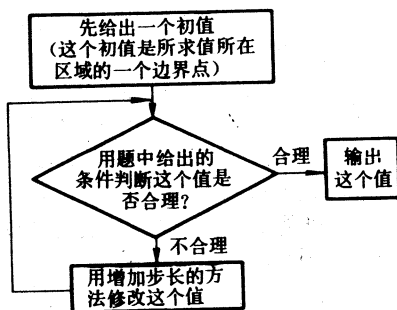 先给出一个初值
(这个初值是所求值所在
区域的一个边界点)
用题中给出的
条件判断这个值是
否合理?
合理
输出
这个值
不合理
用增加步长的方
法修改这个值